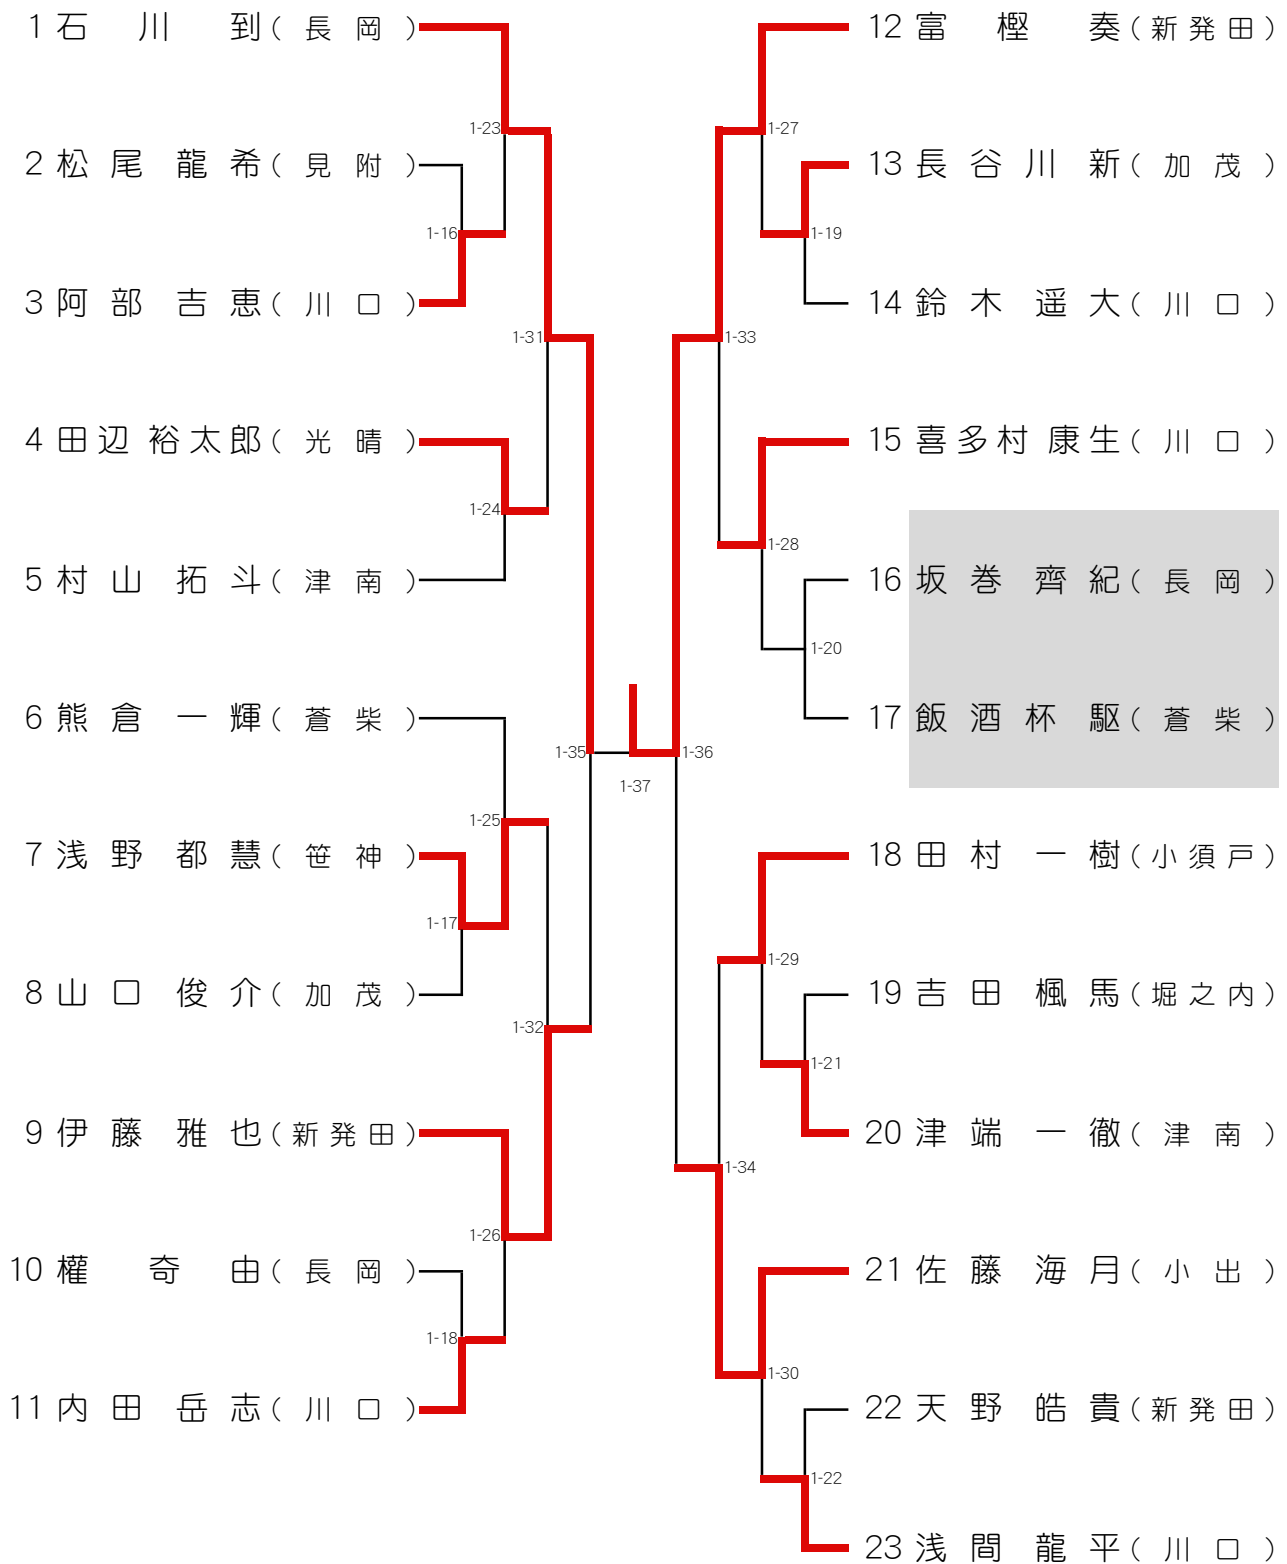 1 石川到(長岡)
1-23
2 松尾龍希(見附)
1-16
3 阿部吉恵(川口)
1-31
4 田辺裕太郎(光晴)
1-24
5 村山拓斗(津南)
6 熊倉一輝(蒼柴)
1-35
1-37
1-25
7 浅野都慧(笹神)
1-17
8 山口俊介(加茂)
1-32
9 伊藤雅也(新発田)
1-26
10 權奇由(長岡)
1-18
11 内田岳志(川口)
12 富樫奏(新発田)
1-27
13 長谷川新(加茂)
1-19
14 鈴木遥大(川口)
1-33
15 喜多村康生(川口)
1-28
16 坂巻齊紀(長岡)
1-20
17 飯酒杯駆(蒼柴)
1-36
18 田村一樹(小須戸)
1-29
19 吉田楓馬(堀之内)
1-21
20 津端一徹(津南)
1-34
21 佐藤海月(小出)
1-30
22 天野皓貴(新発田)
1-22
23 浅間龍平(川口)